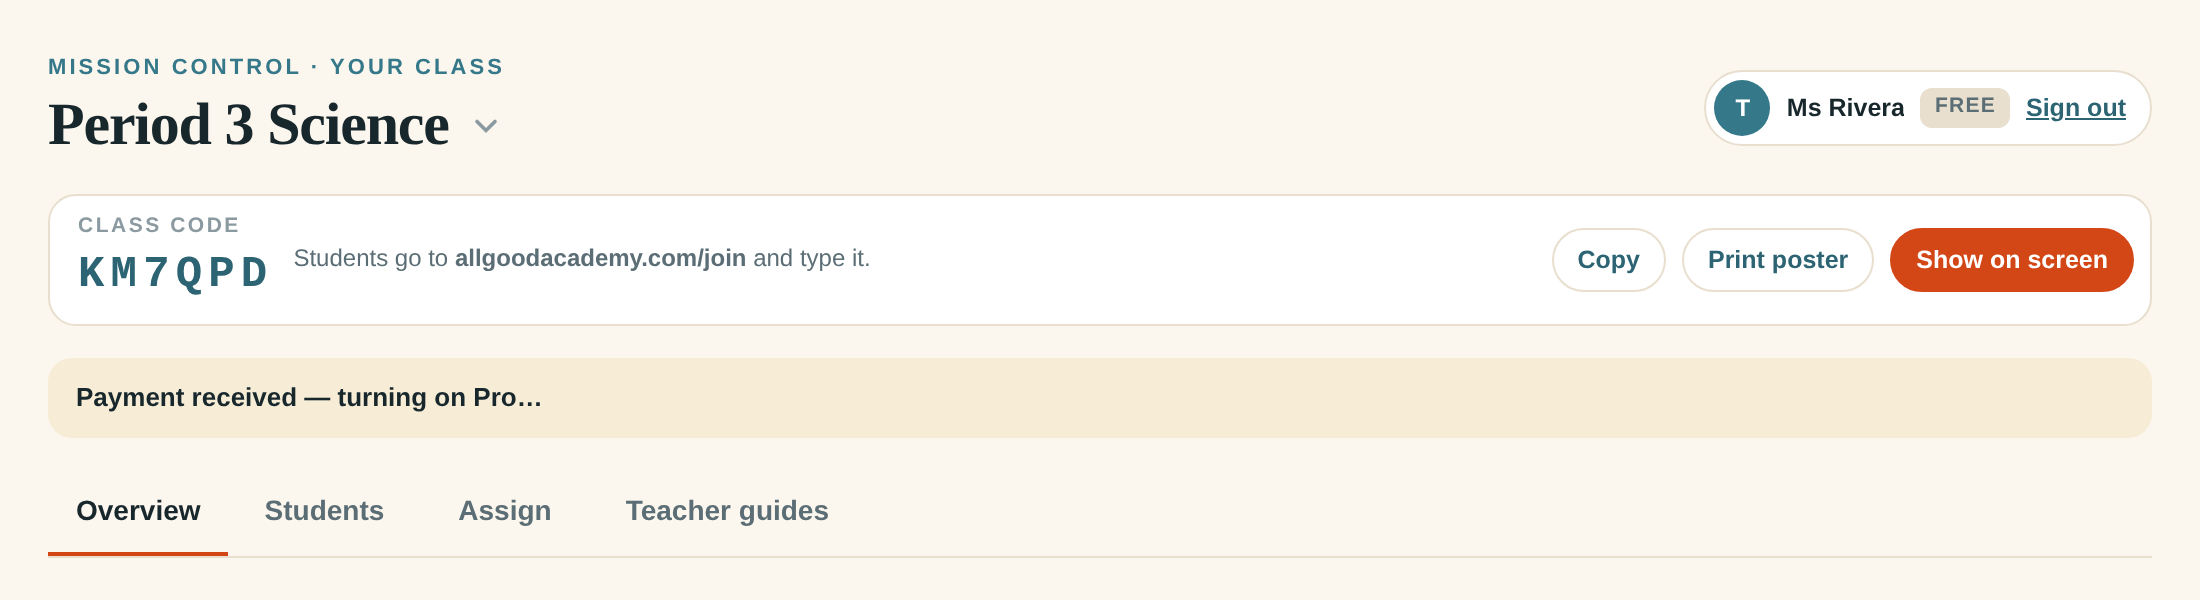 MISSION CONTROL · YOUR CLASS
Period 3 Science
T Ms Rivera FREE Sign out
CLASS CODE
KM7QPD
Students go to allgoodacademy.com/join and type it.
Copy Print poster Show on screen
Payment received — turning on Pro…
Overview Students Assign Teacher guides